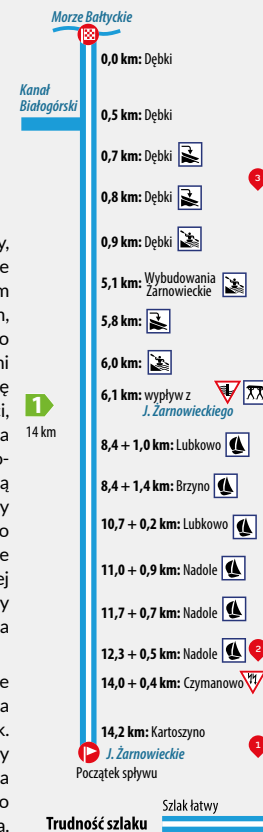 Morze Bałtyckie
0,0 km: Dębki
Kanał
Białogórski
0,5 km: Dębki
0,7 km: Dębki
3
0,8 km: Dębki
0,9 km: Dębki
5,1 km: Wybudowania
Żarnowieckie
5,8 km:
6,0 km:
6,1 km: wypływ z
J. Żarnowieckiego
1
14 km
8,4 + 1,0 km: Lubkowo
8,4 + 1,4 km: Brzyno
10,7 + 0,2 km: Lubkowo
11,0 + 0,9 km: Nadole
11,7 + 0,7 km: Nadole
12,3 + 0,5 km: Nadole
2
14,0 + 0,4 km: Czymanowo
14,2 km: Kartoszyno
1
J. Żarnowieckie
Początek spływu
Szlak łatwy
Trudność szlaku